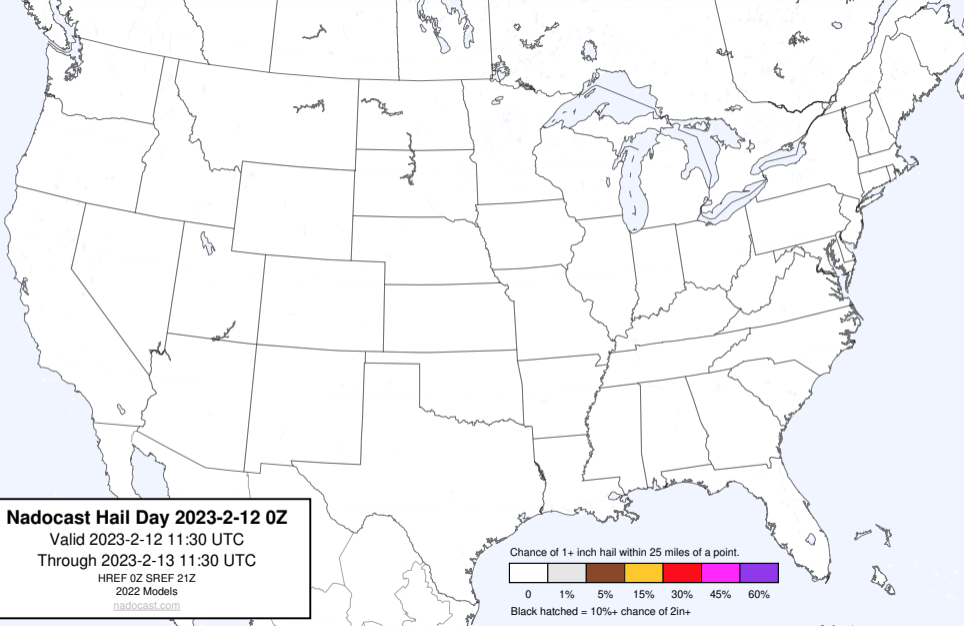 Nadocast Hail Day 2023-2-12 0Z
Valid 2023-2-12 11:30 UTC
Through 2023-2-13 11:30 UTC
HREF 0Z SREF 21Z
2022 Models
nadocast.com
Chance of 1+ inch hail within 25 miles of a point.
0 1% 5% 15% 30% 45% 60%
Black hatched = 10%+ chance of 2in+